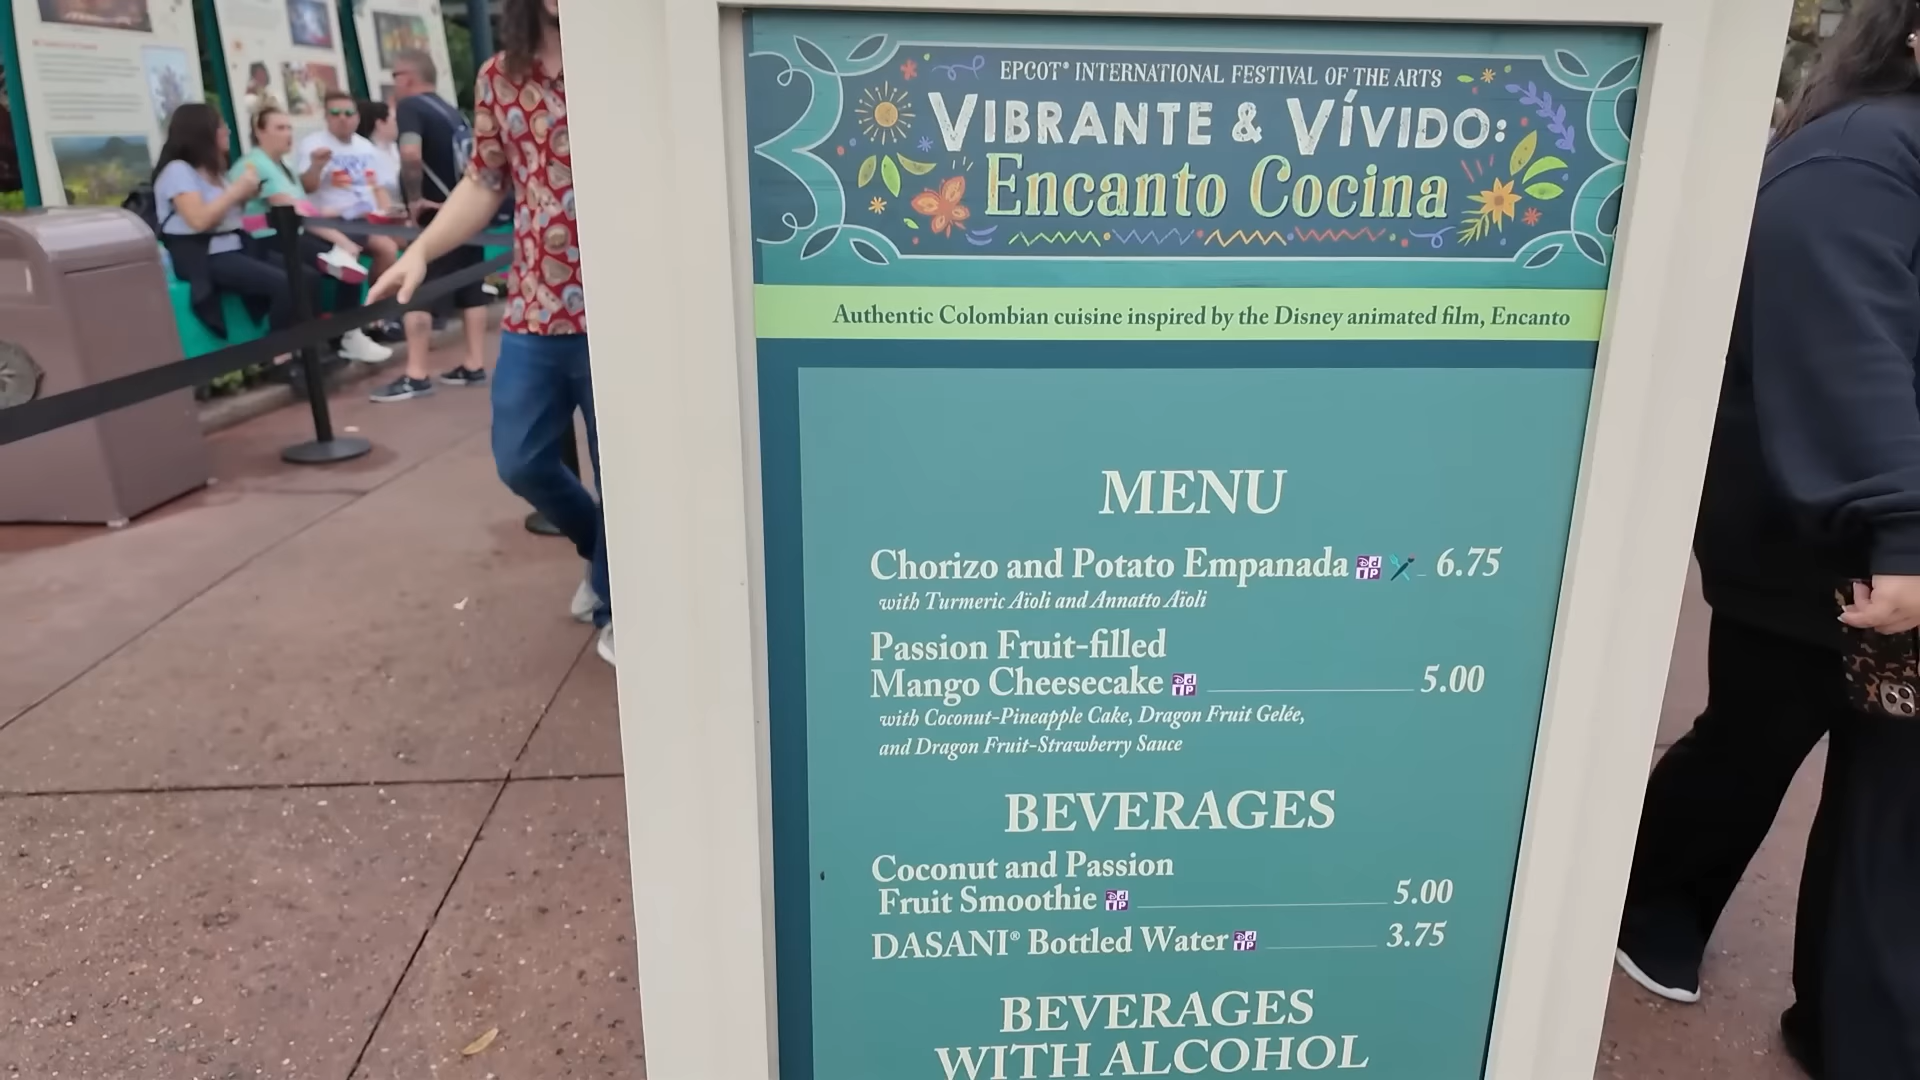 EPCOT® INTERNATIONAL FESTIVAL OF THE ARTS
VIBRANTE & VÍVIDO:
Encanto Cocina
Authentic Colombian cuisine inspired by the Disney animated film, Encanto
MENU
Chorizo and Potato Empanada 6.75
with Turmeric Aïoli and Annatto Aïoli
Passion Fruit-filled
Mango Cheesecake 5.00
with Coconut-Pineapple Cake, Dragon Fruit Gelée,
and Dragon Fruit-Strawberry Sauce
BEVERAGES
Coconut and Passion
Fruit Smoothie 5.00
DASANI® Bottled Water 3.75
BEVERAGES
WITH ALCOHOL